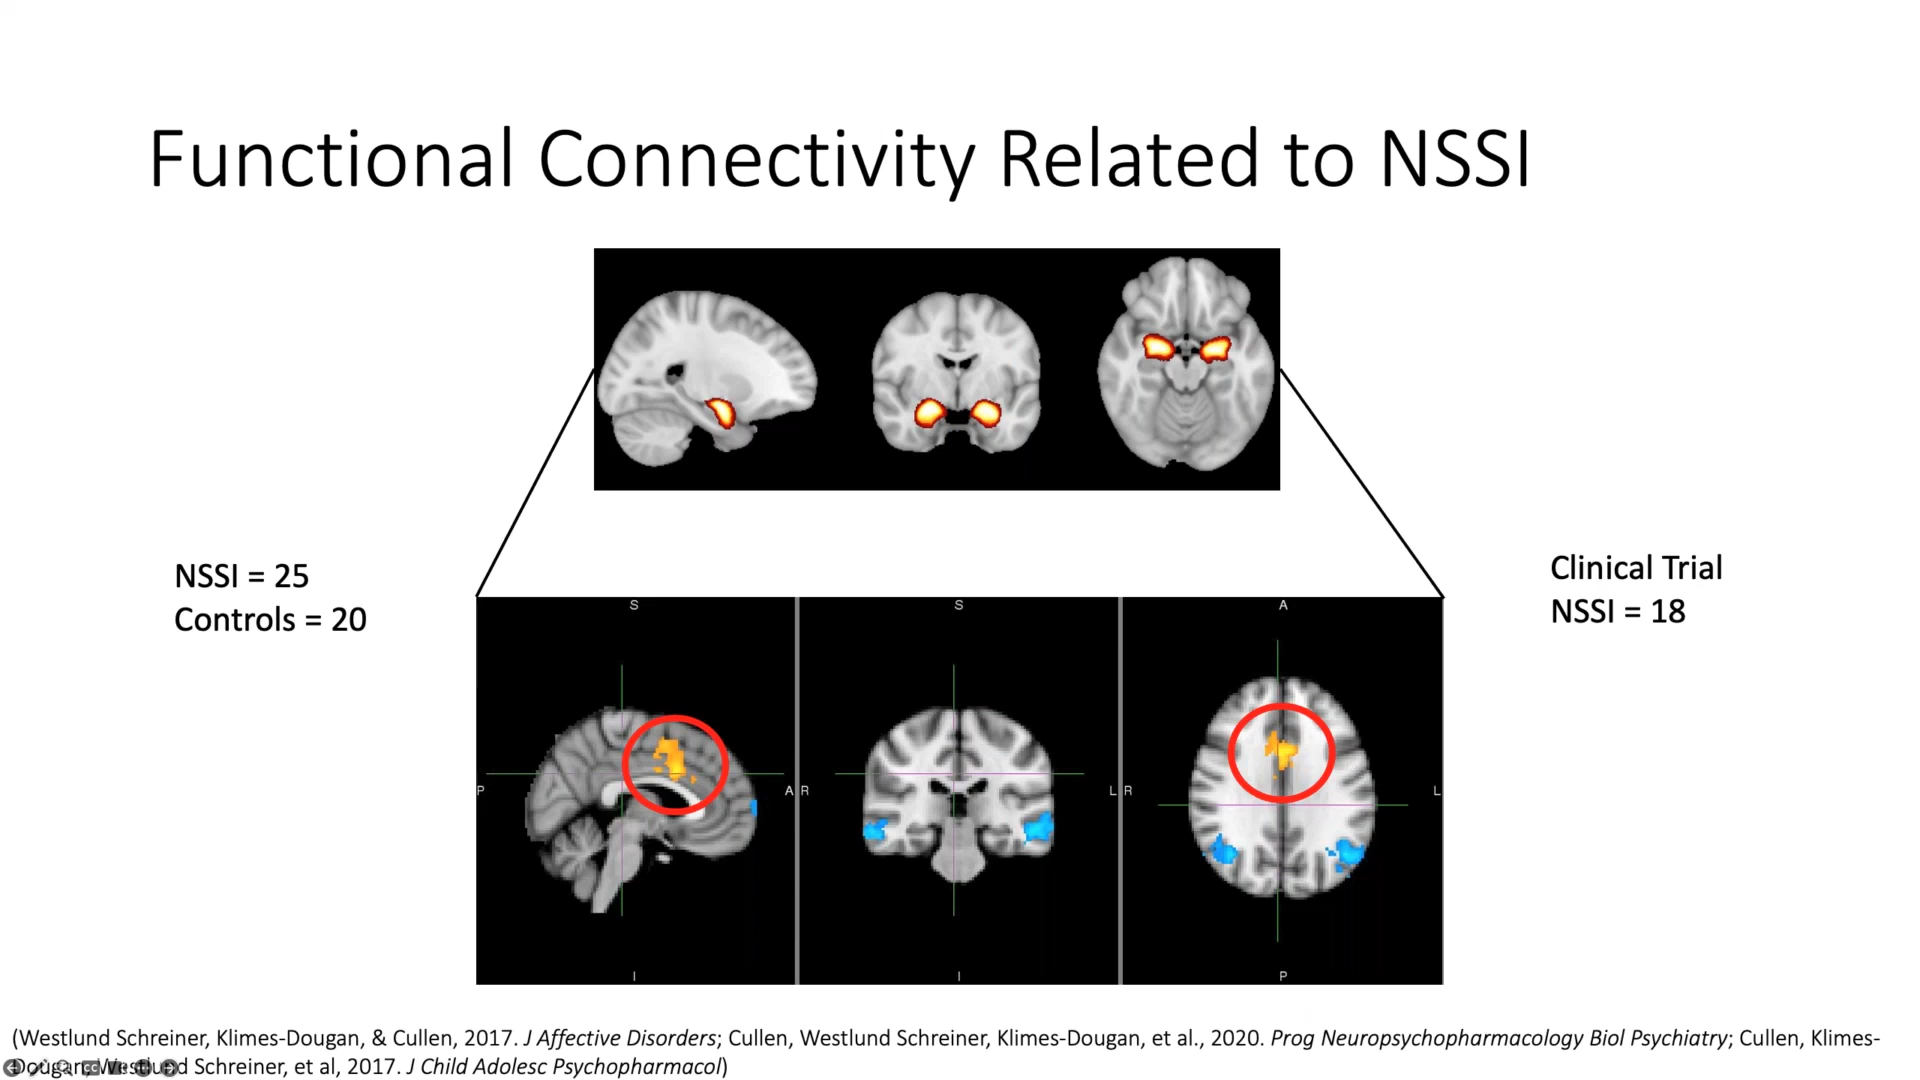 Functional Connectivity Related to NSSI
NSSI = 25
Controls = 20
Clinical Trial
NSSI = 18
S
S
A
P
A
R
L
R
L
I
I
P
(Westlund Schreiner, Klimes-Dougan, & Cullen, 2017. J Affective Disorders; Cullen, Westlund Schreiner, Klimes-Dougan, et al., 2020. Prog Neuropsychopharmacology Biol Psychiatry; Cullen, Klimes-
Dougan, Westlund Schreiner, et al, 2017. J Child Adolesc Psychopharmacol)